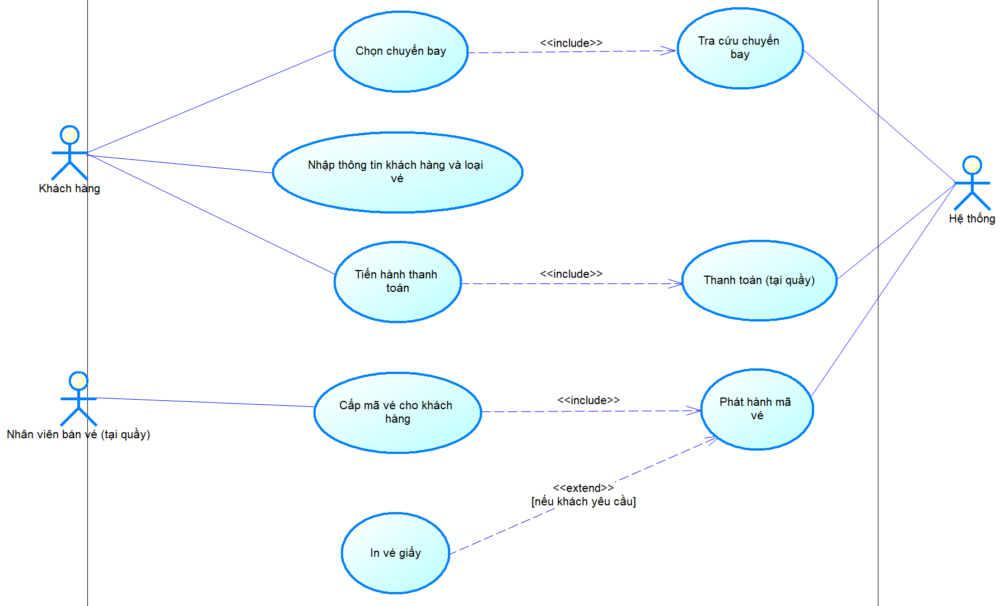 Chọn chuyến bay
<<include>>
Tra cứu chuyến
bay
Khách hàng
Nhập thông tin khách hàng và loại
vé
Hệ thống
Tiến hành thanh
toán
<<include>>
Thanh toán (tại quầy)
Nhân viên bán vé (tại quầy)
Cấp mã vé cho khách
hàng
<<include>>
Phát hành mã
vé
<<extend>>
[nếu khách yêu cầu]
In vé giấy